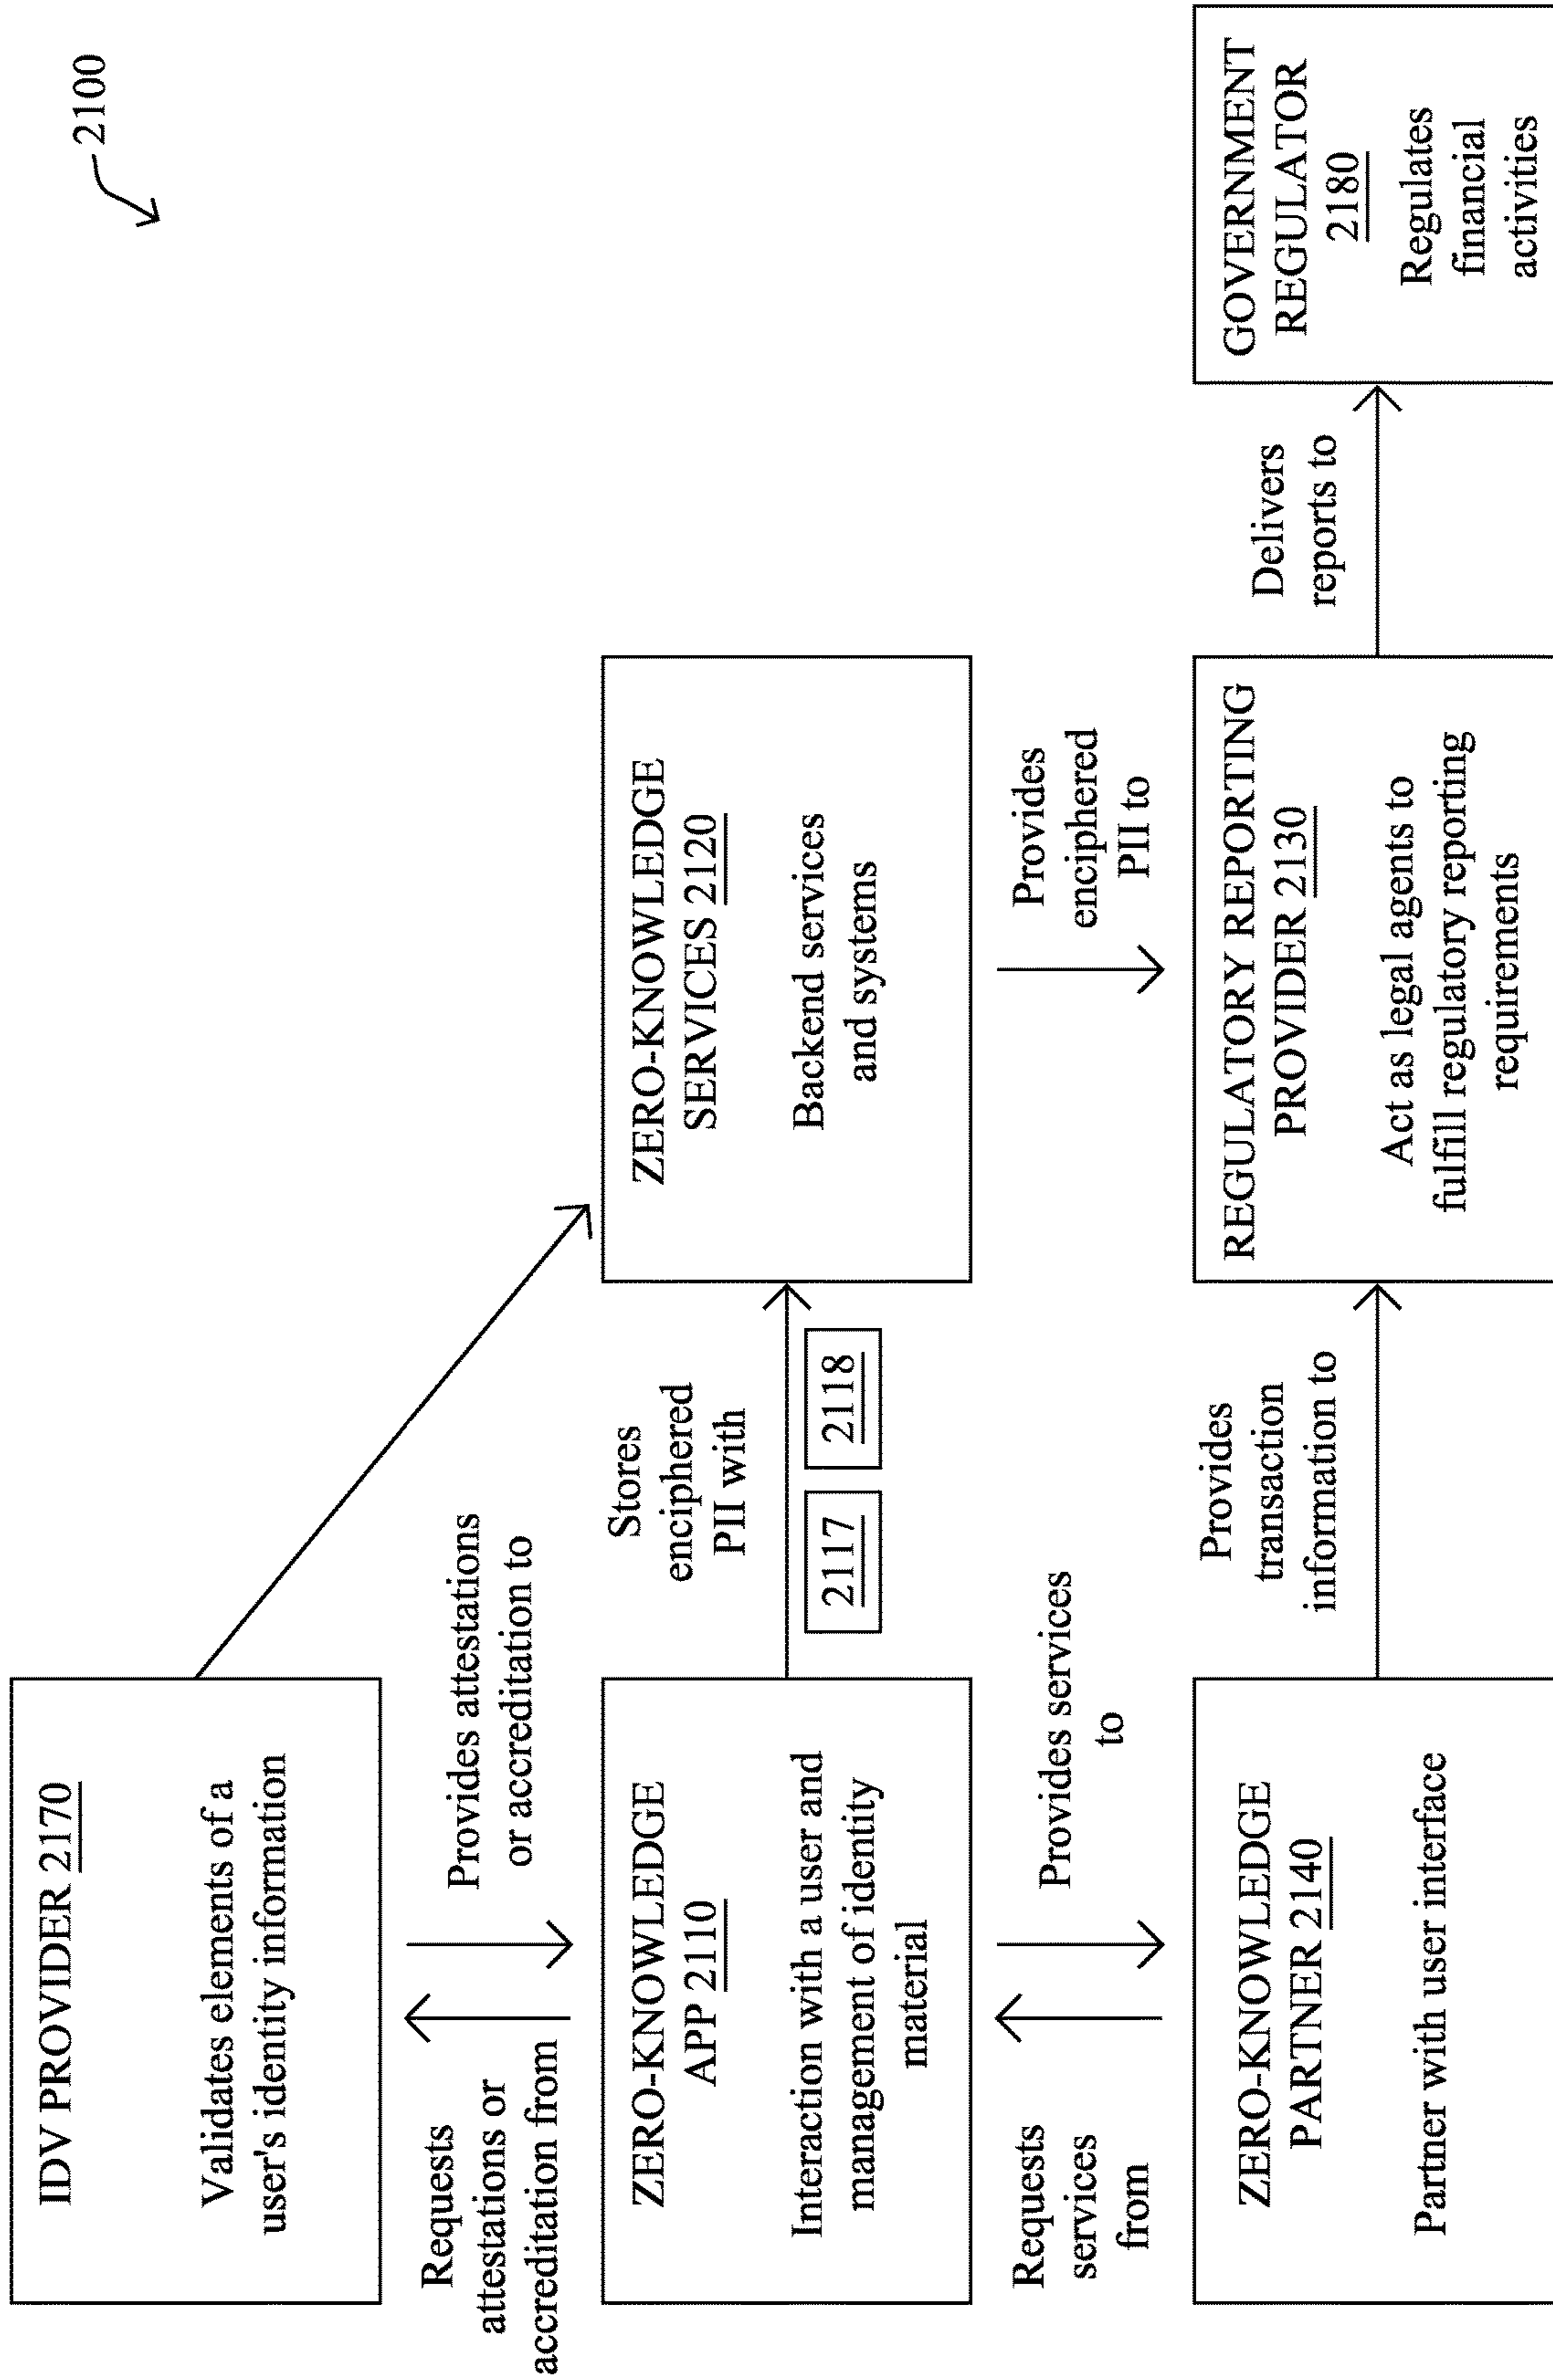 2100
IDV PROVIDER 2170
Validates elements of a
user's identity information
Requests
attestations or
accreditation from
Provides attestations
or accreditation to
ZERO-KNOWLEDGE
APP 2110
Interaction with a user and
management of identity
material
Stores
enciphered
PII with
2117
2118
ZERO-KNOWLEDGE
SERVICES 2120
Backend services
and systems
Requests
services
from
Provides services
to
Provides
enciphered
PII to
ZERO-KNOWLEDGE
PARTNER 2140
Partner with user interface
Provides
transaction
information to
REGULATORY REPORTING
PROVIDER 2130
Act as legal agents to
fulfill regulatory reporting
requirements
Delivers
reports to
GOVERNMENT
REGULATOR
2180
Regulates
financial
activities